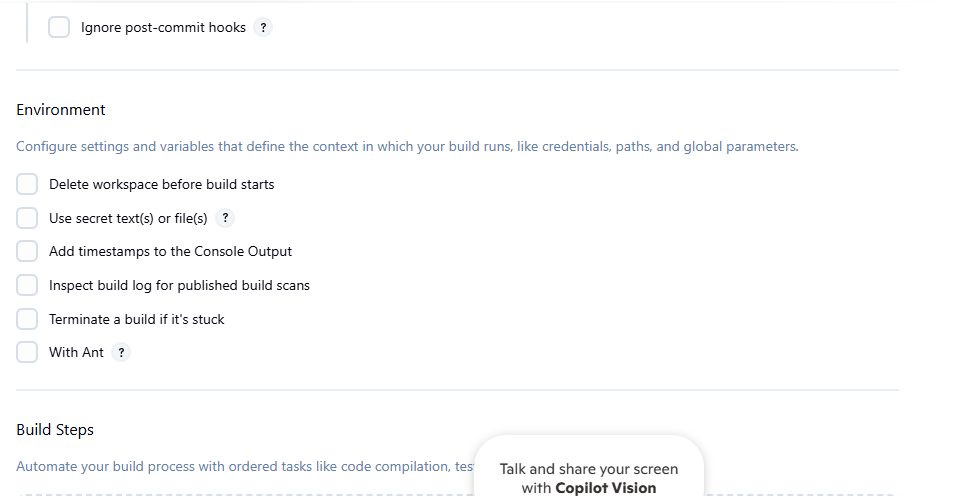 Ignore post-commit hooks ?
Environment
Configure settings and variables that define the context in which your build runs, like credentials, paths, and global parameters.
Delete workspace before build starts
Use secret text(s) or file(s) ?
Add timestamps to the Console Output
Inspect build log for published build scans
Terminate a build if it's stuck
With Ant ?
Build Steps
Automate your build process with ordered tasks like code compilation,
Talk and share your screen
with Copilot Vision